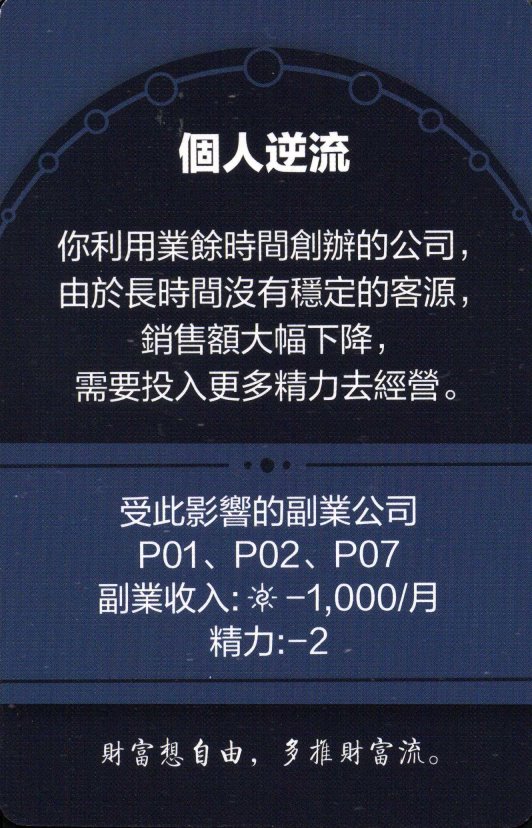 個人逆流
你利用業餘時間創辦的公司，
由於長時間沒有穩定的客源，
銷售額大幅下降，
需要投入更多精力去經營。
受此影響的副業公司
P01、P02、P07
副業收入: -1,000/月
精力:-2
財富想自由，多推財富流。